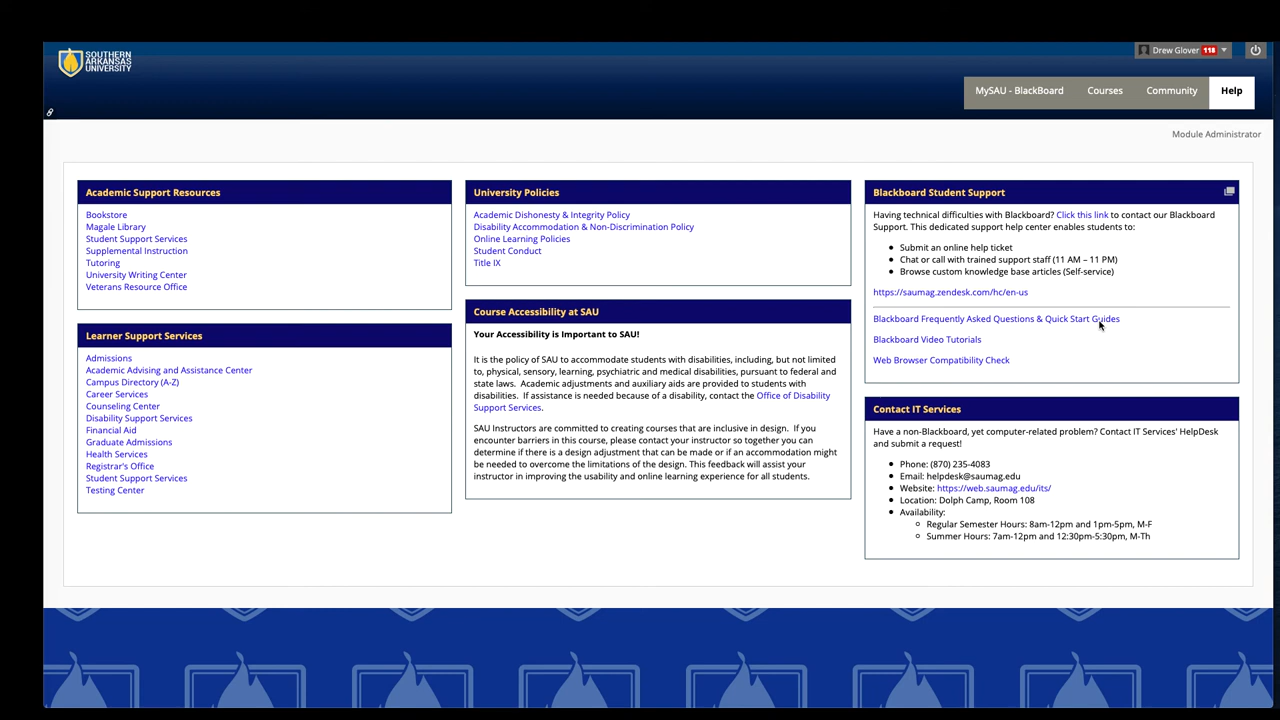 SOUTHERN
ARKANSAS
UNIVERSITY
Drew Glover 118
MySAU - BlackBoard
Courses
Community
Help
Module Administrator
Academic Support Resources
Bookstore
Magale Library
Student Support Services
Supplemental Instruction
Tutoring
University Writing Center
Veterans Resource Office
Learner Support Services
Admissions
Academic Advising and Assistance Center
Campus Directory (A-Z)
Career Services
Counseling Center
Disability Support Services
Financial Aid
Graduate Admissions
Health Services
Registrar's Office
Student Support Services
Testing Center
University Policies
Academic Dishonesty & Integrity Policy
Disability Accommodation & Non-Discrimination Policy
Online Learning Policies
Student Conduct
Title IX
Course Accessibility at SAU
Your Accessibility is Important to SAU!
It is the policy of SAU to accommodate students with disabilities, including, but not limited
to, physical, sensory, learning, psychiatric and medical disabilities, pursuant to federal and
state laws. Academic adjustments and auxiliary aids are provided to students with
disabilities. If assistance is needed because of a disability, contact the Office of Disability
Support Services.
SAU Instructors are committed to creating courses that are inclusive in design. If you
encounter barriers in this course, please contact your instructor so together you can
determine if there is a design adjustment that can be made or if an accommodation might
be needed to overcome the limitations of the design. This feedback will assist your
instructor in improving the usability and online learning experience for all students.
Blackboard Student Support
Having technical difficulties with Blackboard? Click this link to contact our Blackboard
Support. This dedicated support help center enables students to:
Submit an online help ticket
Chat or call with trained support staff (11 AM – 11 PM)
Browse custom knowledge base articles (Self-service)
https://saumag.zendesk.com/hc/en-us
Blackboard Frequently Asked Questions & Quick Start Guides
Blackboard Video Tutorials
Web Browser Compatibility Check
Contact IT Services
Have a non-Blackboard, yet computer-related problem? Contact IT Services' HelpDesk
and submit a request!
Phone: (870) 235-4083
Email: helpdesk@saumag.edu
Website: https://web.saumag.edu/its/
Location: Dolph Camp, Room 108
Availability:
Regular Semester Hours: 8am-12pm and 1pm-5pm, M-F
Summer Hours: 7am-12pm and 12:30pm-5:30pm, M-Th